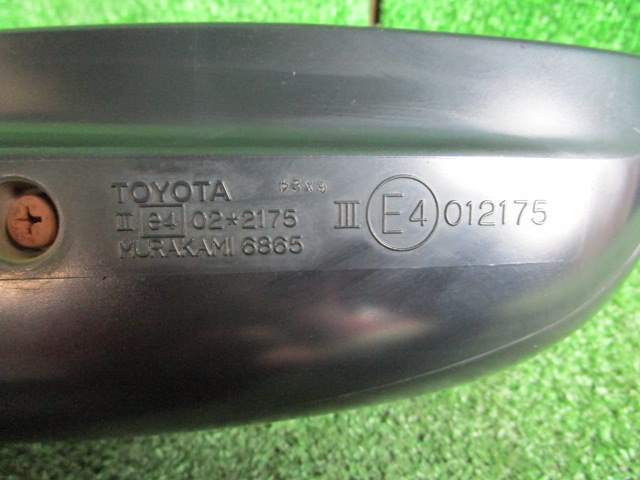 TOYOTA
II e4 02*2175
MURAKAMI 6865
III E4 012175